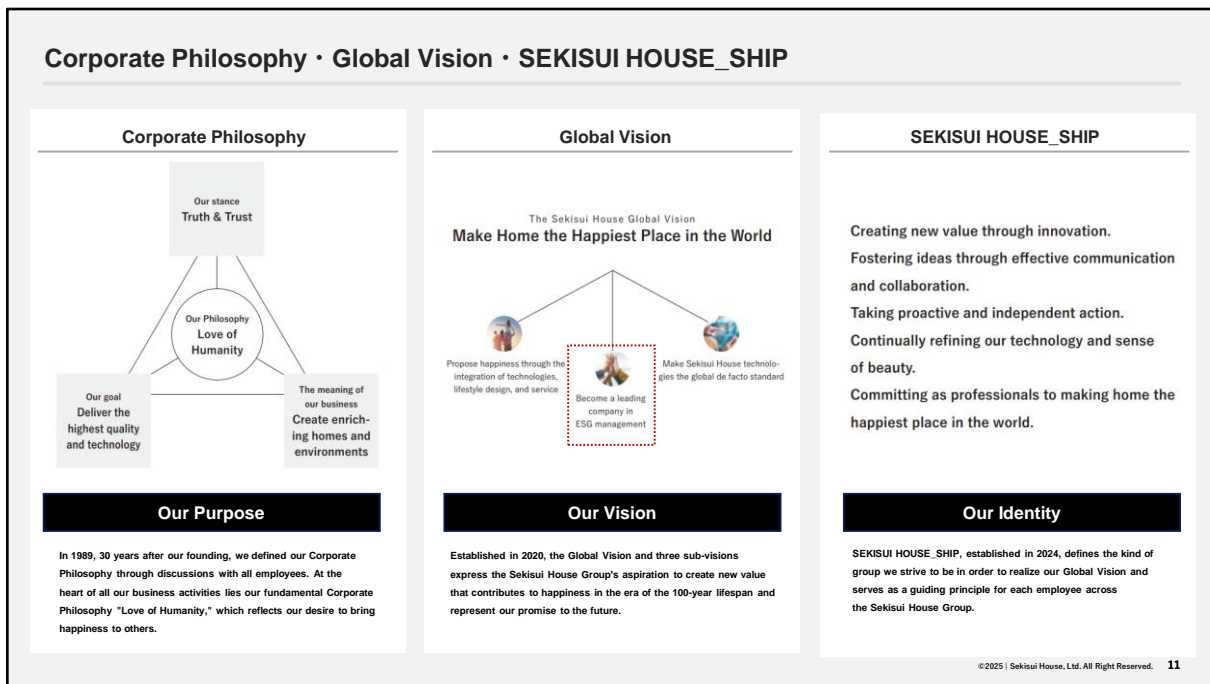 Corporate Philosophy・Global Vision・SEKISUI HOUSE_SHIP
Corporate Philosophy
Our stance
Truth & Trust
Our Philosophy
Love of
Humanity
Our goal
Deliver the
highest quality
and technology
The meaning of
our business
Create enrich-
ing homes and
environments
Our Purpose
In 1989, 30 years after our founding, we defined our Corporate
Philosophy through discussions with all employees. At the
heart of all our business activities lies our fundamental Corporate
Philosophy "Love of Humanity," which reflects our desire to bring
happiness to others.
Global Vision
The Sekisui House Global Vision
Make Home the Happiest Place in the World
Propose happiness through the
integration of technologies,
lifestyle design, and service
Become a leading
company in
ESG management
Make Sekisui House technolo-
gies the global de facto standard
Our Vision
Established in 2020, the Global Vision and three sub-visions
express the Sekisui House Group's aspiration to create new value
that contributes to happiness in the era of the 100-year lifespan and
represent our promise to the future.
SEKISUI HOUSE_SHIP
Creating new value through innovation.
Fostering ideas through effective communication
and collaboration.
Taking proactive and independent action.
Continually refining our technology and sense
of beauty.
Committing as professionals to making home the
happiest place in the world.
Our Identity
SEKISUI HOUSE_SHIP, established in 2024, defines the kind of
group we strive to be in order to realize our Global Vision and
serves as a guiding principle for each employee across
the Sekisui House Group.
©2025 | Sekisui House, Ltd. All Right Reserved. 11